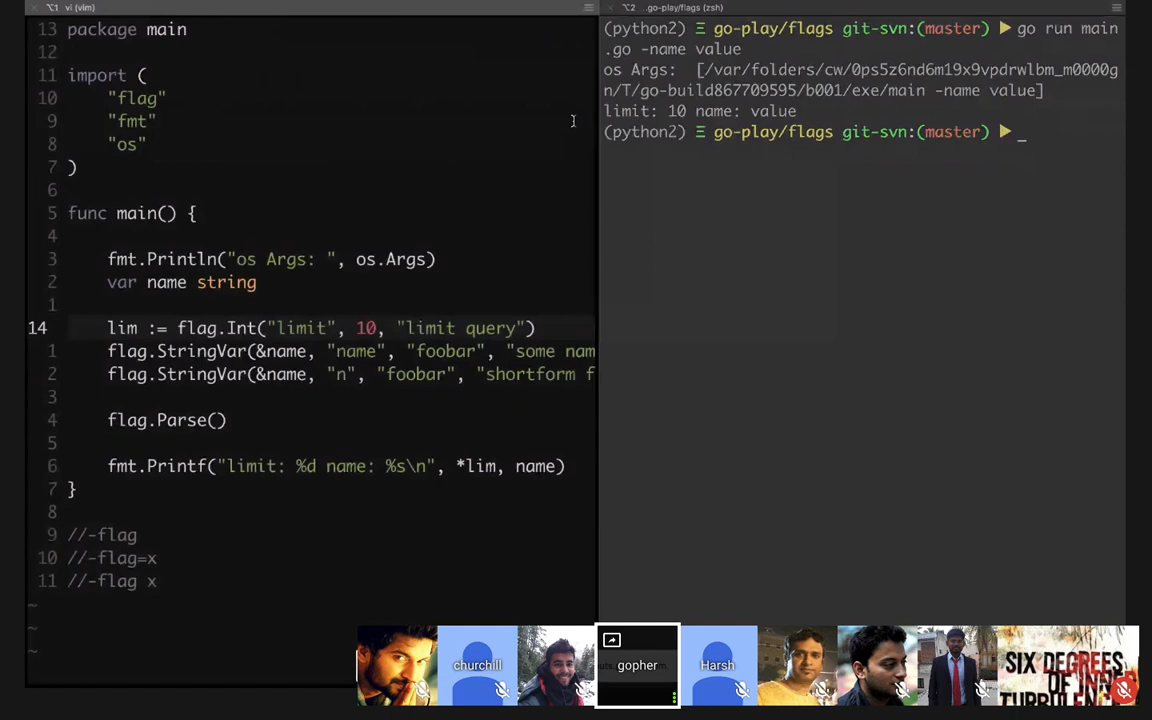 ⌥1 vi (vim)
13 package main
12
11 import (
10 "flag"
9 "fmt"
8 "os"
7 )
6
5 func main() {
4
3 fmt.Println("os Args: ", os.Args)
2 var name string
1
14 lim := flag.Int("limit", 10, "limit query")
1 flag.StringVar(&name, "name", "foobar", "some nam
2 flag.StringVar(&name, "n", "foobar", "shortform f
3
4 flag.Parse()
5
6 fmt.Printf("limit: %d name: %s\n", *lim, name)
7 }
8
9 //-flag
10 //-flag=x
11 //-flag x
~
~
~
⌥2 ..go-play/flags (zsh)
(python2) Ξ go-play/flags git-svn:(master) ▶ go run main
.go -name value
os Args: [/var/folders/cw/0ps5z6nd6m19x9vpdrwlbm_m0000g
n/T/go-build867709595/b001/exe/main -name value]
limit: 10 name: value
(python2) Ξ go-play/flags git-svn:(master) ▶ _
churchill
gopher
Harsh
SIX DEGREES
OF INNER
TURBULENCE